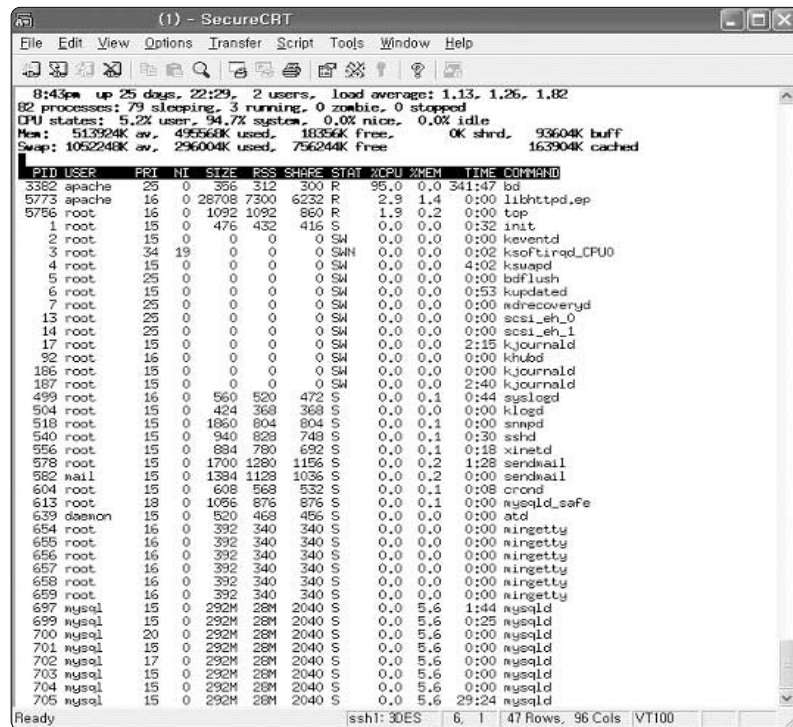 (1) - SecureCRT
File Edit View Options Transfer Script Tools Window Help
8:43pm up 25 days, 22:29, 2 users, load average: 1.13, 1.26, 1.82
82 processes: 79 sleeping, 3 running, 0 zombie, 0 stopped
CPU states: 5.2% user, 94.7% system, 0.0% nice, 0.0% idle
Mem: 513924K av, 495568K used, 18356K free, 0K shrd, 93604K buff
Swap: 1052248K av, 296004K used, 756244K free 163904K cached
PID USER PRI NI SIZE RSS SHARE STAT %CPU %MEM TIME COMMAND
3382 apache 25 0 356 312 300 R 95.0 0.0 341:47 bd
5773 apache 16 0 28708 7300 6232 R 2.9 1.4 0:00 libhttpd.ep
5756 root 16 0 1092 1092 860 R 1.9 0.2 0:00 top
1 root 15 0 476 432 416 S 0.0 0.0 0:32 init
2 root 15 0 0 0 0 SW 0.0 0.0 0:00 keventd
3 root 34 19 0 0 0 SWN 0.0 0.0 0:02 ksoftirqd_CPU0
4 root 15 0 0 0 0 SW 0.0 0.0 4:02 kswapd
5 root 25 0 0 0 0 SW 0.0 0.0 0:00 bdflush
6 root 15 0 0 0 0 SW 0.0 0.0 0:53 kupdated
7 root 25 0 0 0 0 SW 0.0 0.0 0:00 mdrecoveryd
13 root 25 0 0 0 0 SW 0.0 0.0 0:00 scsi_eh_0
14 root 25 0 0 0 0 SW 0.0 0.0 0:00 scsi_eh_1
17 root 15 0 0 0 0 SW 0.0 0.0 2:15 kjournald
92 root 16 0 0 0 0 SW 0.0 0.0 0:00 khubd
186 root 15 0 0 0 0 SW 0.0 0.0 0:00 kjournald
187 root 15 0 0 0 0 SW 0.0 0.0 2:40 kjournald
499 root 16 0 560 520 472 S 0.0 0.1 0:44 syslogd
504 root 15 0 424 368 368 S 0.0 0.0 0:00 klogd
518 root 15 0 1860 804 804 S 0.0 0.1 0:00 snmpd
540 root 15 0 940 828 748 S 0.0 0.1 0:30 sshd
556 root 15 0 884 780 692 S 0.0 0.1 0:18 xinetd
578 root 15 0 1700 1280 1156 S 0.0 0.2 1:28 sendmail
582 mail 15 0 1384 1128 1036 S 0.0 0.2 0:00 sendmail
604 root 15 0 608 568 532 S 0.0 0.1 0:08 crond
613 root 18 0 1056 876 876 S 0.0 0.1 0:00 mysqld_safe
639 daemon 15 0 520 468 456 S 0.0 0.0 0:00 atd
654 root 16 0 392 340 340 S 0.0 0.0 0:00 mingetty
655 root 16 0 392 340 340 S 0.0 0.0 0:00 mingetty
656 root 16 0 392 340 340 S 0.0 0.0 0:00 mingetty
657 root 16 0 392 340 340 S 0.0 0.0 0:00 mingetty
658 root 16 0 392 340 340 S 0.0 0.0 0:00 mingetty
659 root 16 0 392 340 340 S 0.0 0.0 0:00 mingetty
697 mysql 15 0 292M 28M 2040 S 0.0 5.6 1:44 mysqld
699 mysql 15 0 292M 28M 2040 S 0.0 5.6 0:25 mysqld
700 mysql 20 0 292M 28M 2040 S 0.0 5.6 0:00 mysqld
701 mysql 15 0 292M 28M 2040 S 0.0 5.6 0:00 mysqld
702 mysql 17 0 292M 28M 2040 S 0.0 5.6 0:00 mysqld
703 mysql 15 0 292M 28M 2040 S 0.0 5.6 0:00 mysqld
704 mysql 15 0 292M 28M 2040 S 0.0 5.6 0:00 mysqld
705 mysql 15 0 292M 28M 2040 S 0.0 5.6 29:24 mysqld
Ready ssh1: 3DES 6, 1 47 Rows, 96 Cols VT100